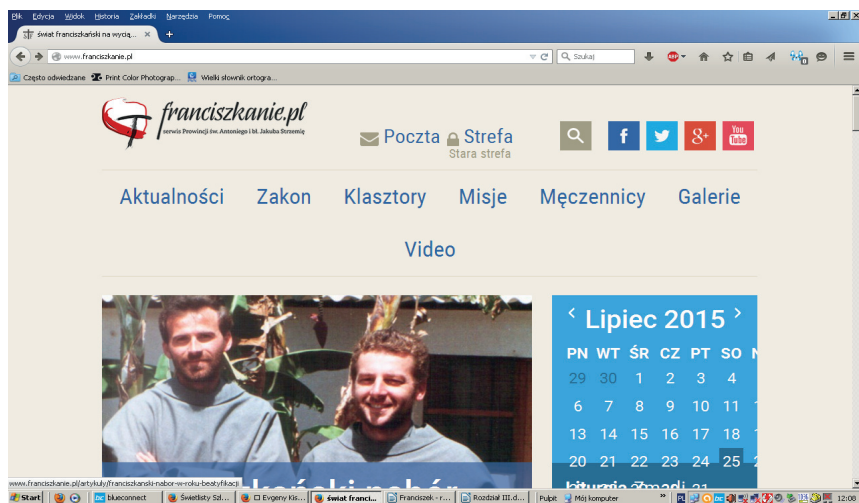 Plik Edycja Widok Historia Zakładki Narzędzia Pomoc
świat franciszkański na wycią...
www.franciszkanie.pl
Szukaj
Często odwiedzane Print Color Photograp... Wielki słownik ortogra...
franciszkanie.pl
serwis Prowincji św. Antoniego i bł. Jakuba Strzemię
Poczta Strefa
Stara strefa
f g+ You Tube
Aktualności Zakon Klasztory Misje Męczennicy Galerie
Video
Lipiec 2015
PN WT ŚR CZ PT SO N
29 30 1 2 3 4
6 7 8 9 10 11
13 14 15 16 17 18
20 21 22 23 24 25
www.franciszkanie.pl/artykuly/franciszkanski-nabor-w-roku-beatyfikacji
Start blueconnect Świetlisty Szl... Evgeny Kis... świat franci... Franciszek - r... Rozdział III.d... Pulpit Mój komputer PL 12:06